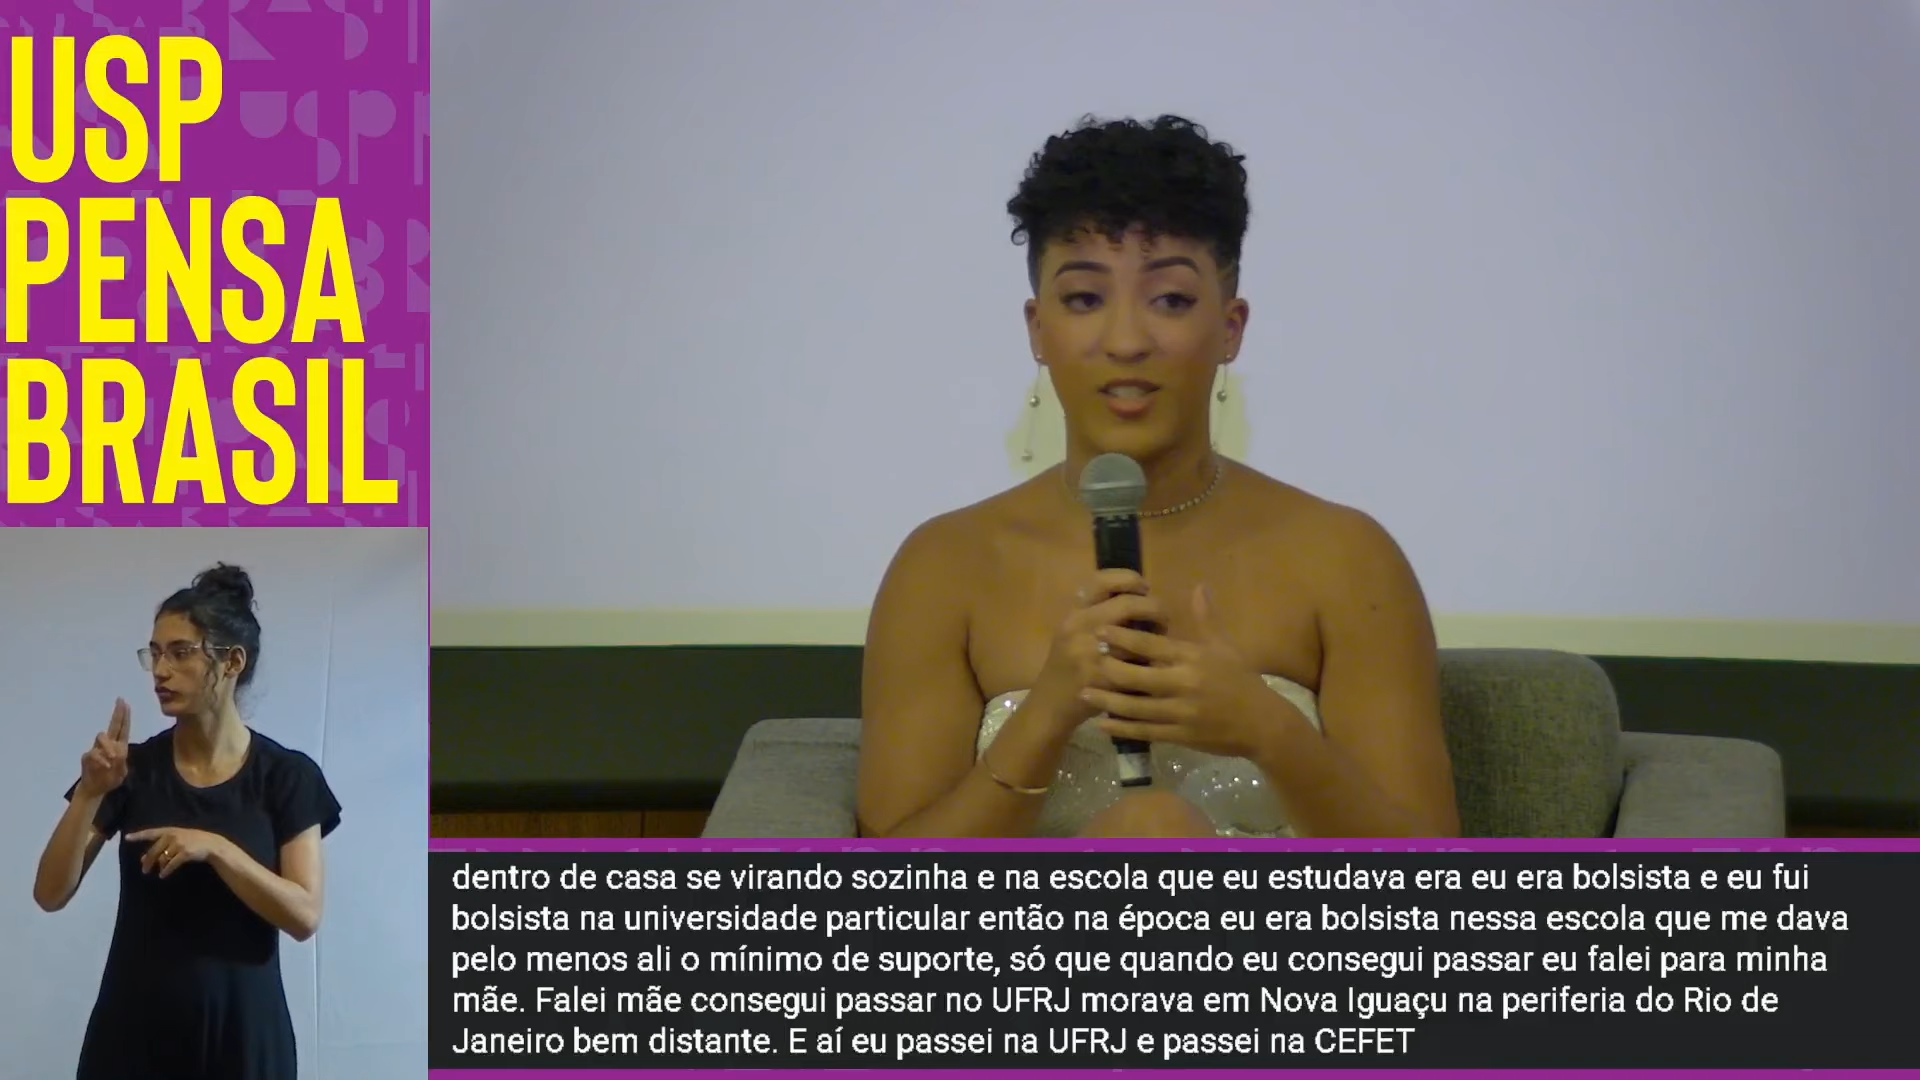 USP
PENSA
BRASIL
dentro de casa se virando sozinha e na escola que eu estudava era eu era bolsista e eu fui
bolsista na universidade particular então na época eu era bolsista nessa escola que me dava
pelo menos ali o mínimo de suporte, só que quando eu consegui passar eu falei para minha
mãe. Falei mãe consegui passar no UFRJ morava em Nova Iguaçu na periferia do Rio de
Janeiro bem distante. E aí eu passei na UFRJ e passei na CEFET